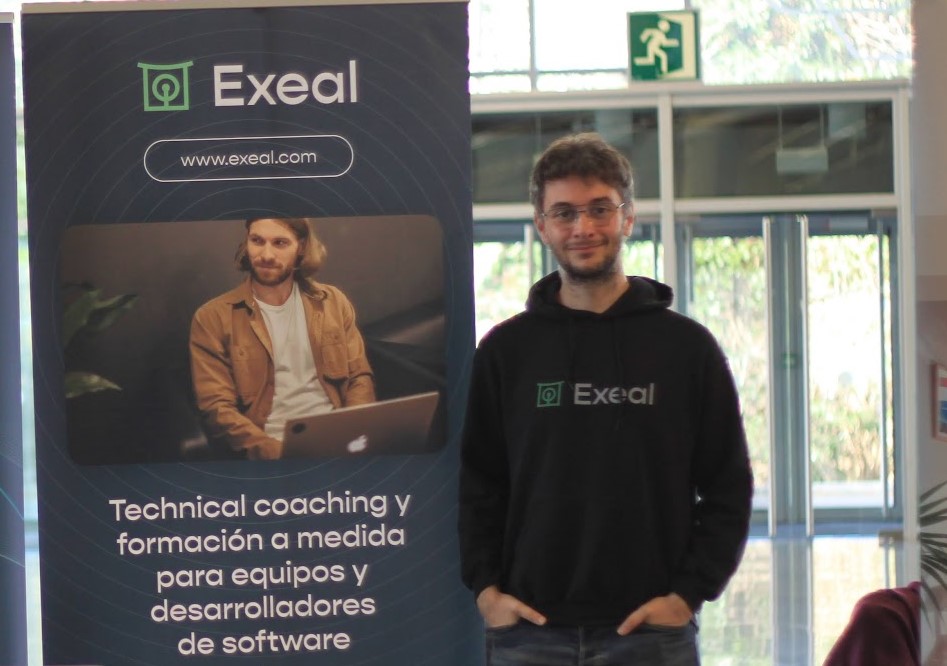 Exeal
www.exeal.com
Technical coaching y
formación a medida
para equipos y
desarrolladores
de software
Exeal